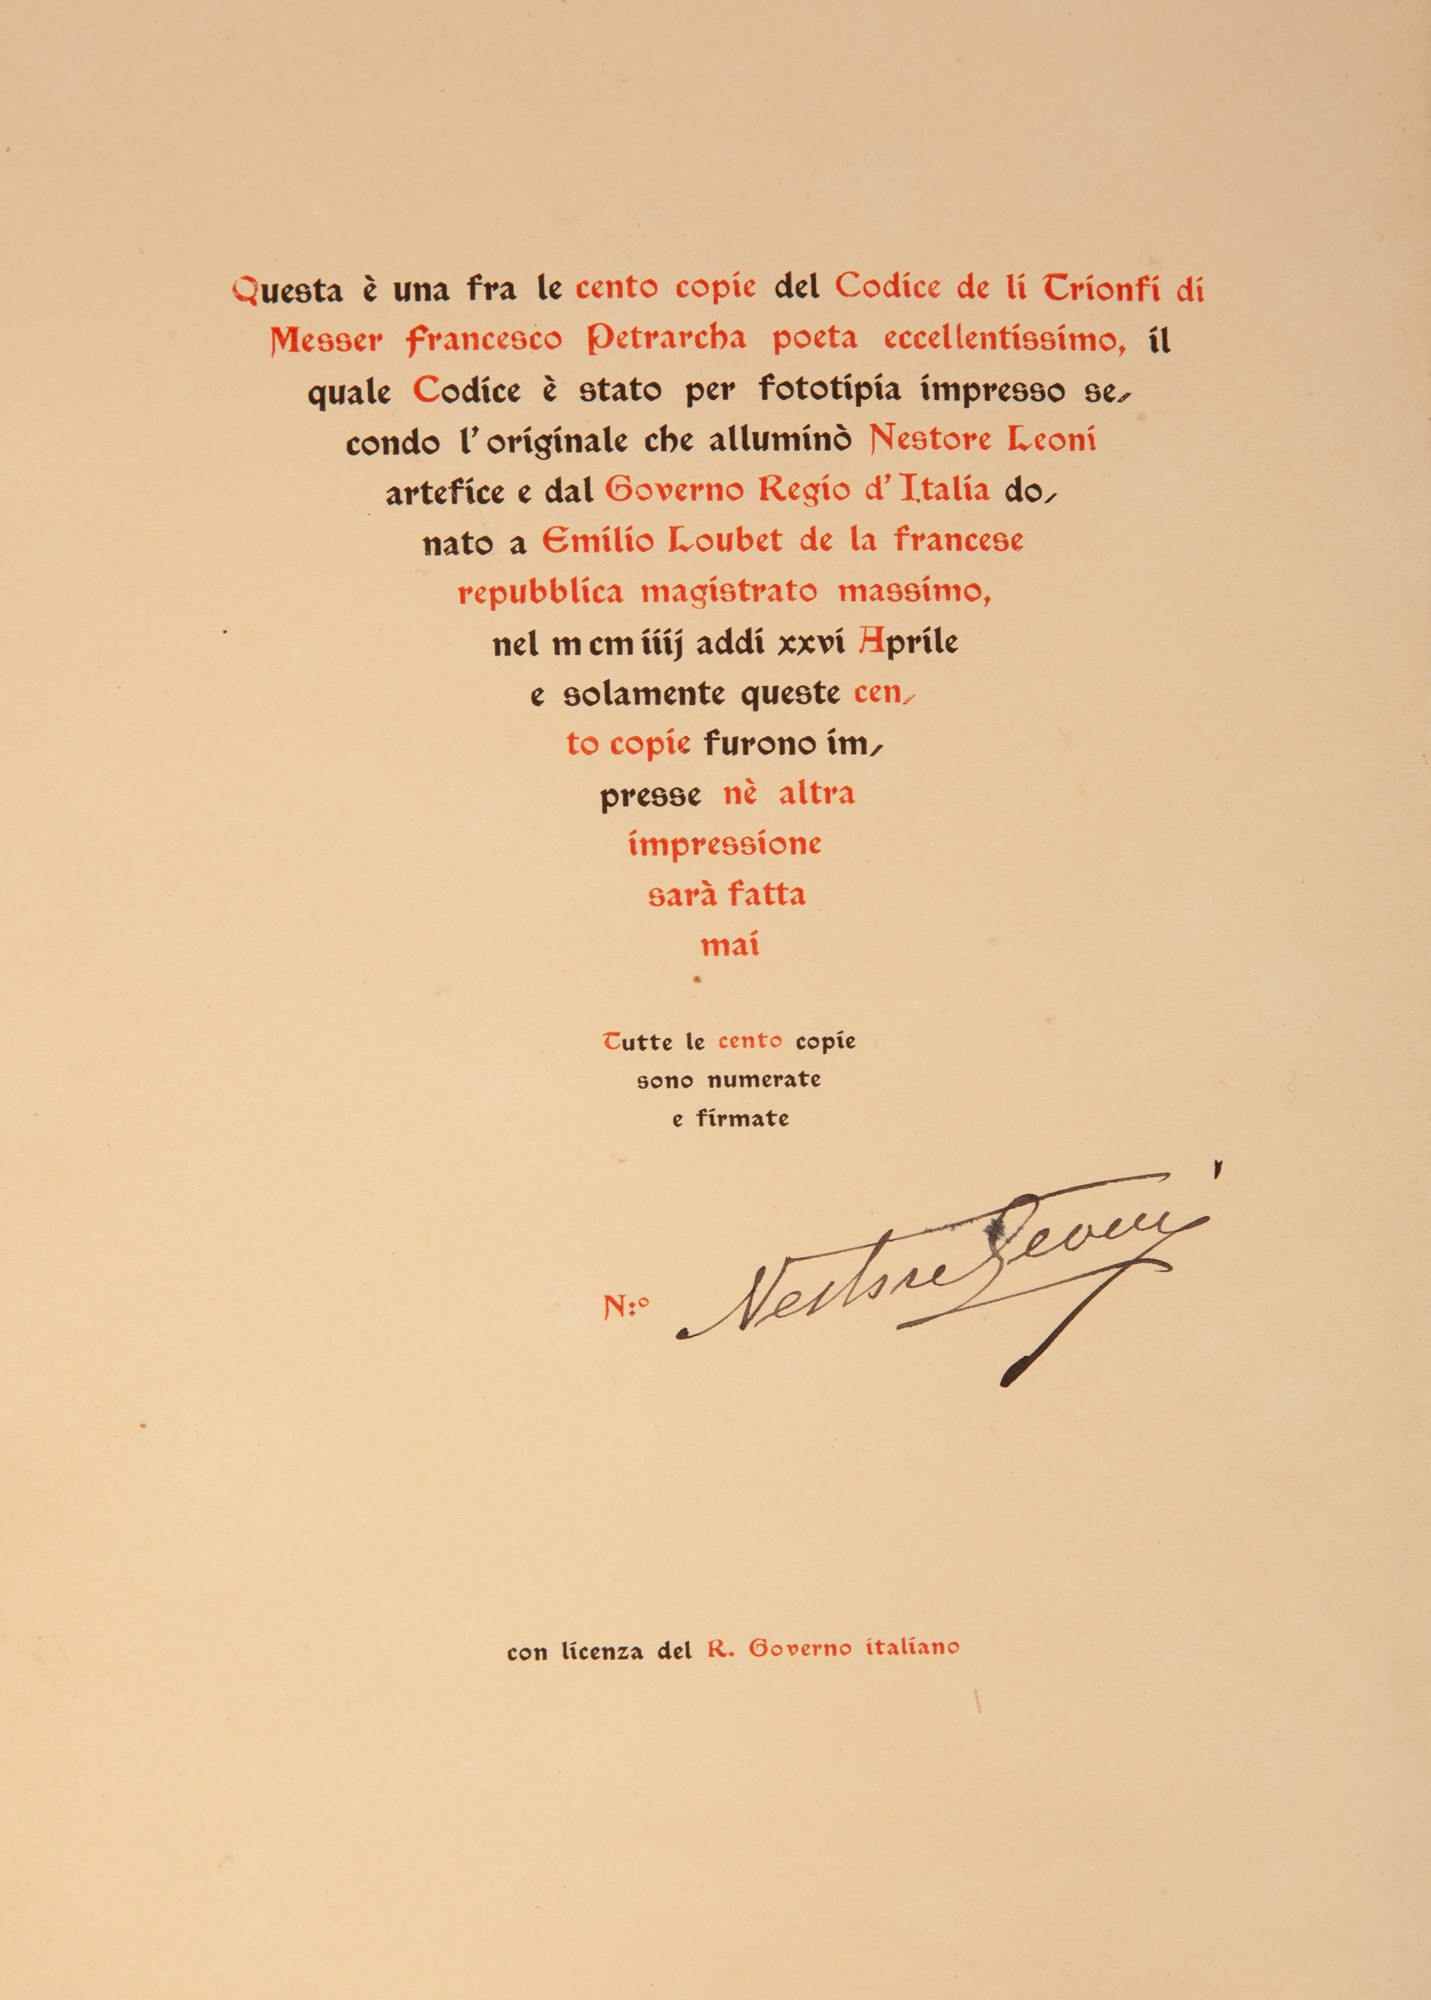 Questa è una fra le cento copie del Codice de li Trionfi di
Messer francesco Petrarcha poeta eccellentissimo, il
quale Codice è stato per fototipia impresso se-
condo l'originale che alluminò Nestore Leoni
artefice e dal Governo Regio d'Italia do-
nato a Emilio Loubet de la francese
repubblica magistrato massimo,
nel mcmiiij addi xxvi Aprile
e solamente queste cen-
to copie furono im-
presse nè altra
impressione
sarà fatta
mai
Tutte le cento copie
sono numerate
e firmate
N:º Nestore Leoni
con licenza del R. Governo italiano